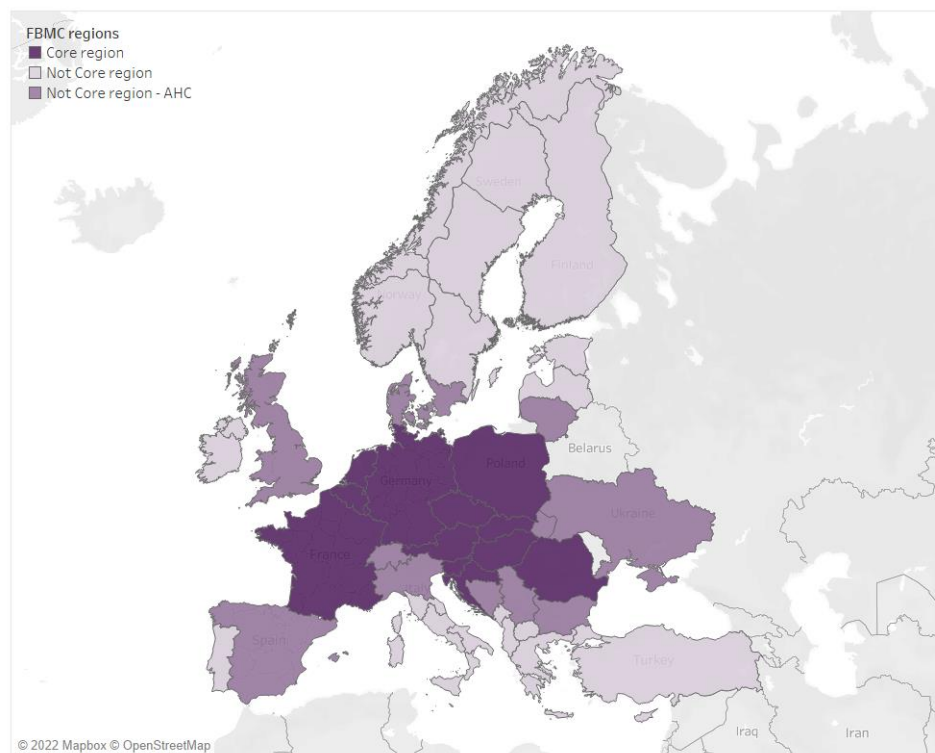 FBMC regions
Core region
Not Core region
Not Core region - AHC
Sweden
Finland
Norway
Belarus
Poland
Germany
Ukraine
France
Spain
Turkey
Iraq
Iran
© 2022 Mapbox © OpenStreetMap